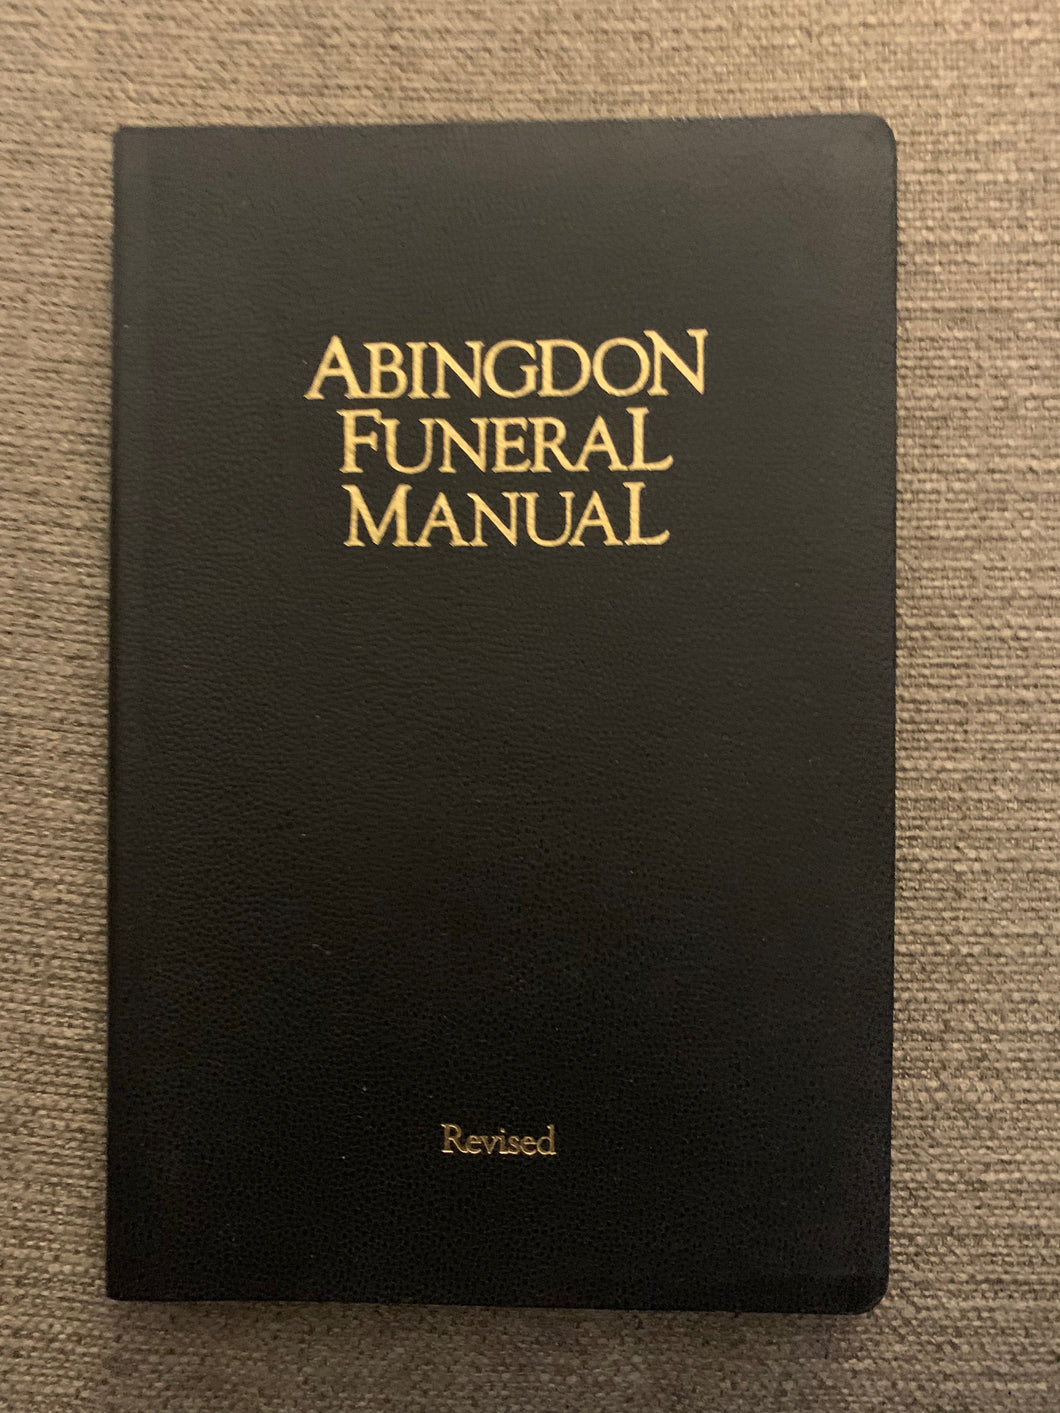 ABINGDON
FUNERAL
MANUAL
Revised